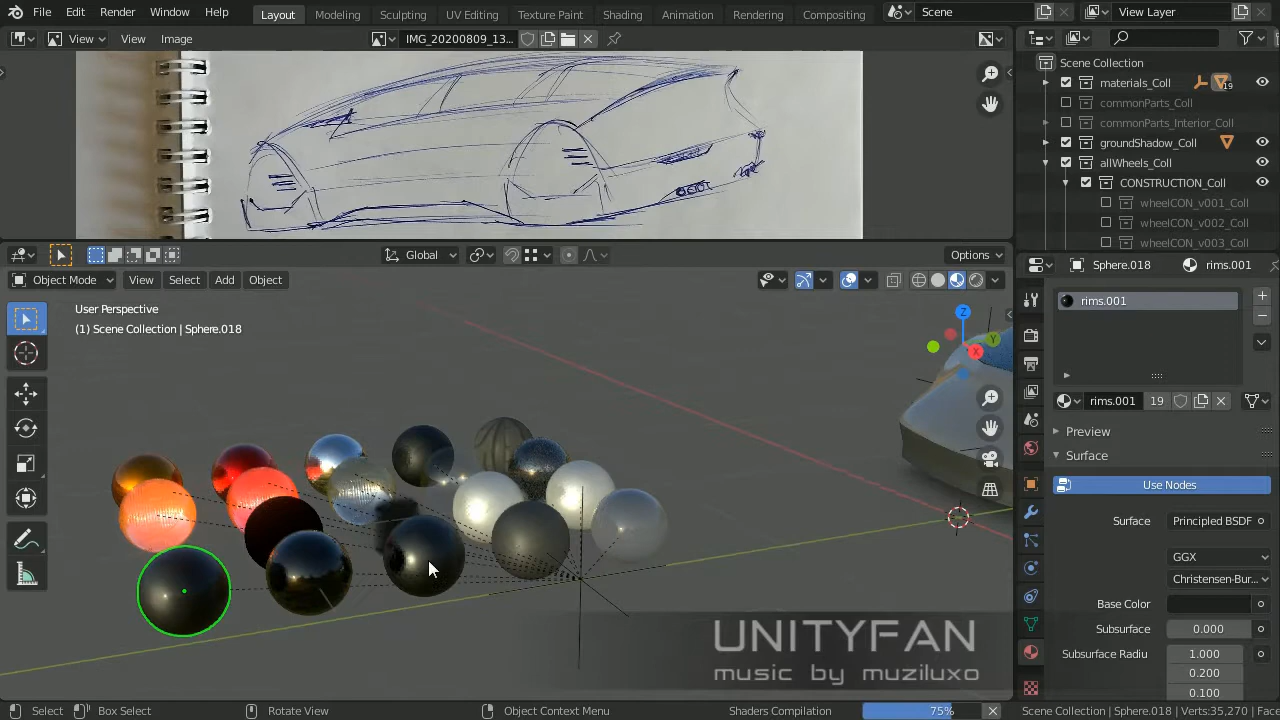 File Edit Render Window Help
Layout Modeling Sculpting UV Editing Texture Paint Shading Animation Rendering Compositing
Scene
View Layer
View View Image
IMG_20200809_13...
Scene Collection
materials_Coll
19
commonParts_Coll
commonParts_Interior_Coll
groundShadow_Coll
allWheels_Coll
CONSTRUCTION_Coll
wheelCON_v001_Coll
wheelCON_v002_Coll
wheelCON_v003_Coll
Global
Options
Object Mode View Select Add Object
User Perspective
(1) Scene Collection | Sphere.018
Z
Y
X
Sphere.018
rims.001
rims.001
rims.001 19
Preview
Surface
Use Nodes
Surface Principled BSDF
GGX
Christensen-Bur...
Base Color
Subsurface 0.000
Subsurface Radiu 1.000
0.200
0.100
UNITYFAN
music by muziluxo
Select Box Select Rotate View Object Context Menu Shaders Compilation 75% Scene Collection | Sphere.018 | Verts:35,270 | Face